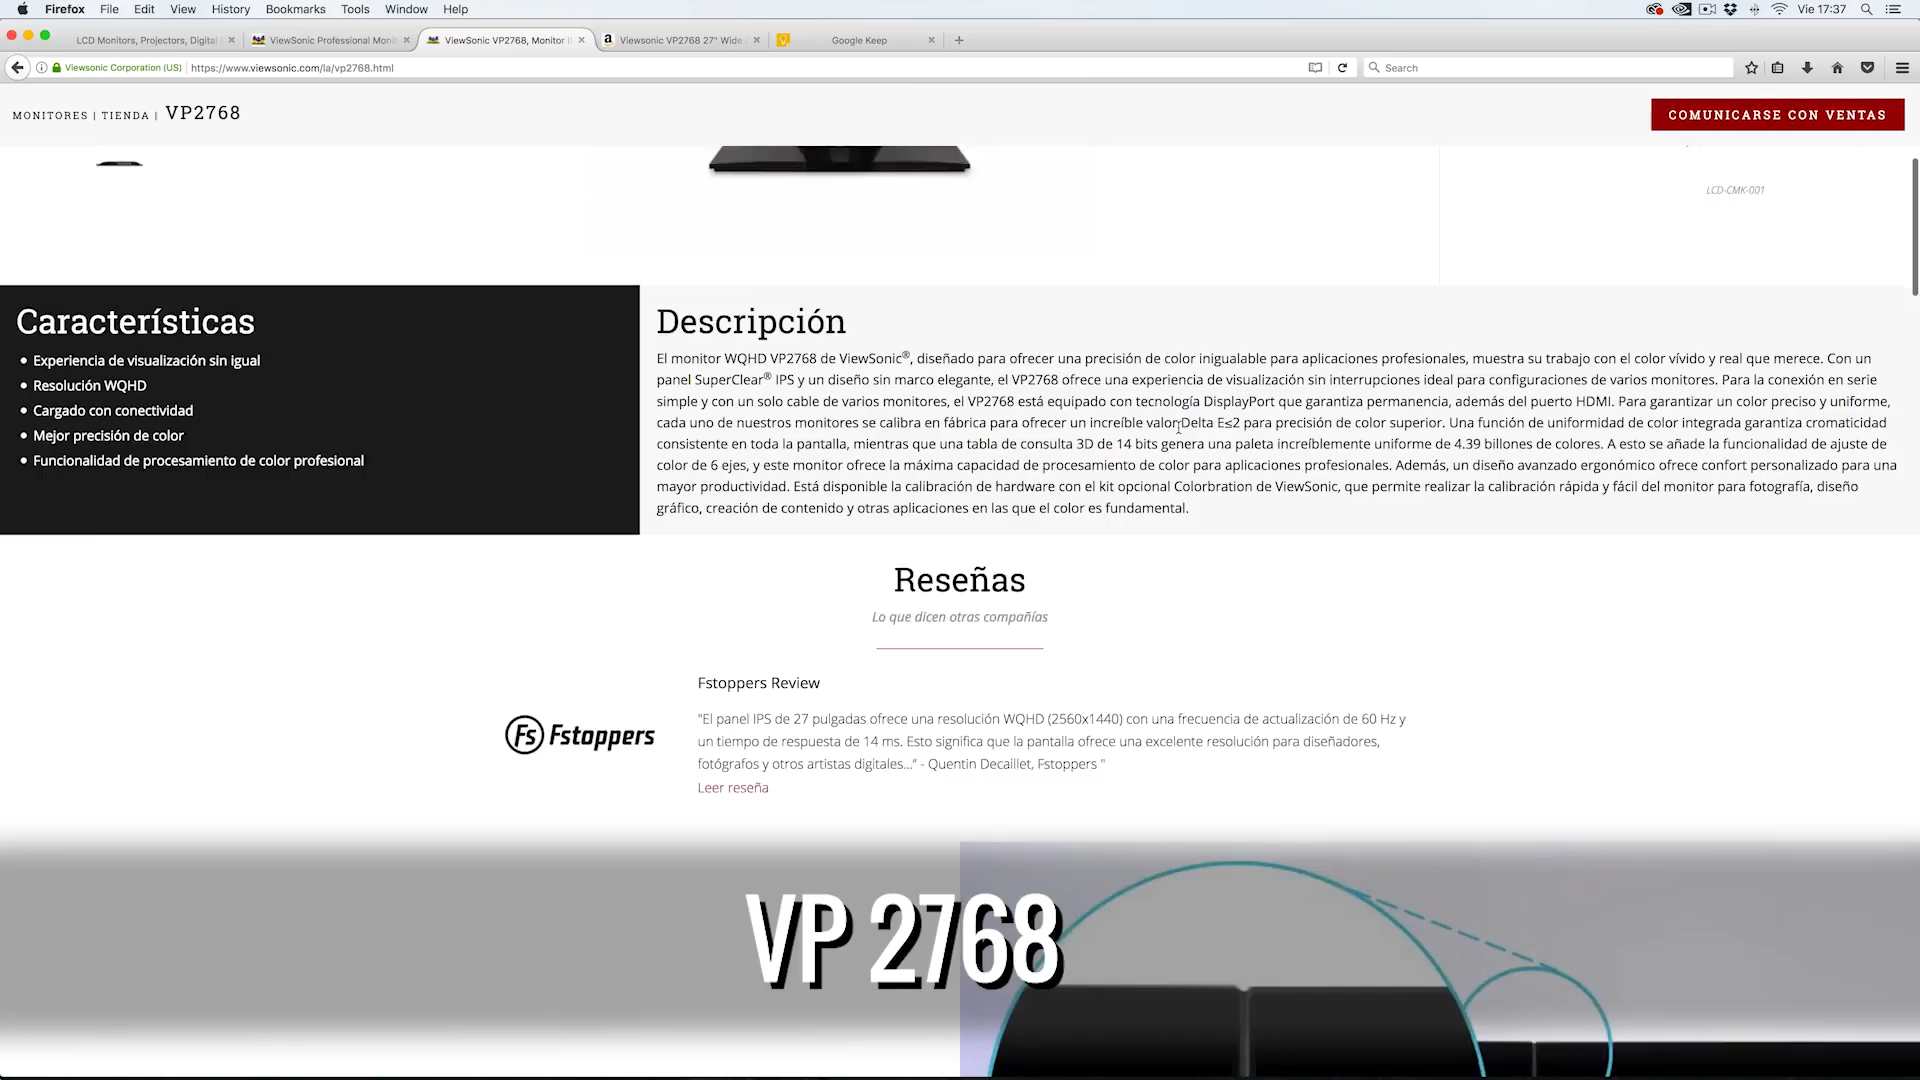 Firefox File Edit View History Bookmarks Tools Window Help Vie 17:37
LCD Monitors, Projectors, Digital ViewSonic Professional Monit ViewSonic VP2768, Monitor I Viewsonic VP2768 27" Wide Google Keep
Viewsonic Corporation (US) https://www.viewsonic.com/la/vp2768.html Search
MONITORES | TIENDA | VP2768
COMUNICARSE CON VENTAS
LCD-CMK-001
Características
• Experiencia de visualización sin igual
• Resolución WQHD
• Cargado con conectividad
• Mejor precisión de color
• Funcionalidad de procesamiento de color profesional
Descripción
El monitor WQHD VP2768 de ViewSonic®, diseñado para ofrecer una precisión de color inigualable para aplicaciones profesionales, muestra su trabajo con el color vívido y real que merece. Con un
panel SuperClear® IPS y un diseño sin marco elegante, el VP2768 ofrece una experiencia de visualización sin interrupciones ideal para configuraciones de varios monitores. Para la conexión en serie
simple y con un solo cable de varios monitores, el VP2768 está equipado con tecnología DisplayPort que garantiza permanencia, además del puerto HDMI. Para garantizar un color preciso y uniforme,
cada uno de nuestros monitores se calibra en fábrica para ofrecer un increíble valor Delta E≤2 para precisión de color superior. Una función de uniformidad de color integrada garantiza cromaticidad
consistente en toda la pantalla, mientras que una tabla de consulta 3D de 14 bits genera una paleta increíblemente uniforme de 4.39 billones de colores. A esto se añade la funcionalidad de ajuste de
color de 6 ejes, y este monitor ofrece la máxima capacidad de procesamiento de color para aplicaciones profesionales. Además, un diseño avanzado ergonómico ofrece confort personalizado para una
mayor productividad. Está disponible la calibración de hardware con el kit opcional Colorbration de ViewSonic, que permite realizar la calibración rápida y fácil del monitor para fotografía, diseño
gráfico, creación de contenido y otras aplicaciones en las que el color es fundamental.
Reseñas
Lo que dicen otras compañías
Fstoppers Review
Fs Fstoppers
"El panel IPS de 27 pulgadas ofrece una resolución WQHD (2560x1440) con una frecuencia de actualización de 60 Hz y
un tiempo de respuesta de 14 ms. Esto significa que la pantalla ofrece una excelente resolución para diseñadores,
fotógrafos y otros artistas digitales..." - Quentin Decaillet, Fstoppers "
Leer reseña
VP 2768